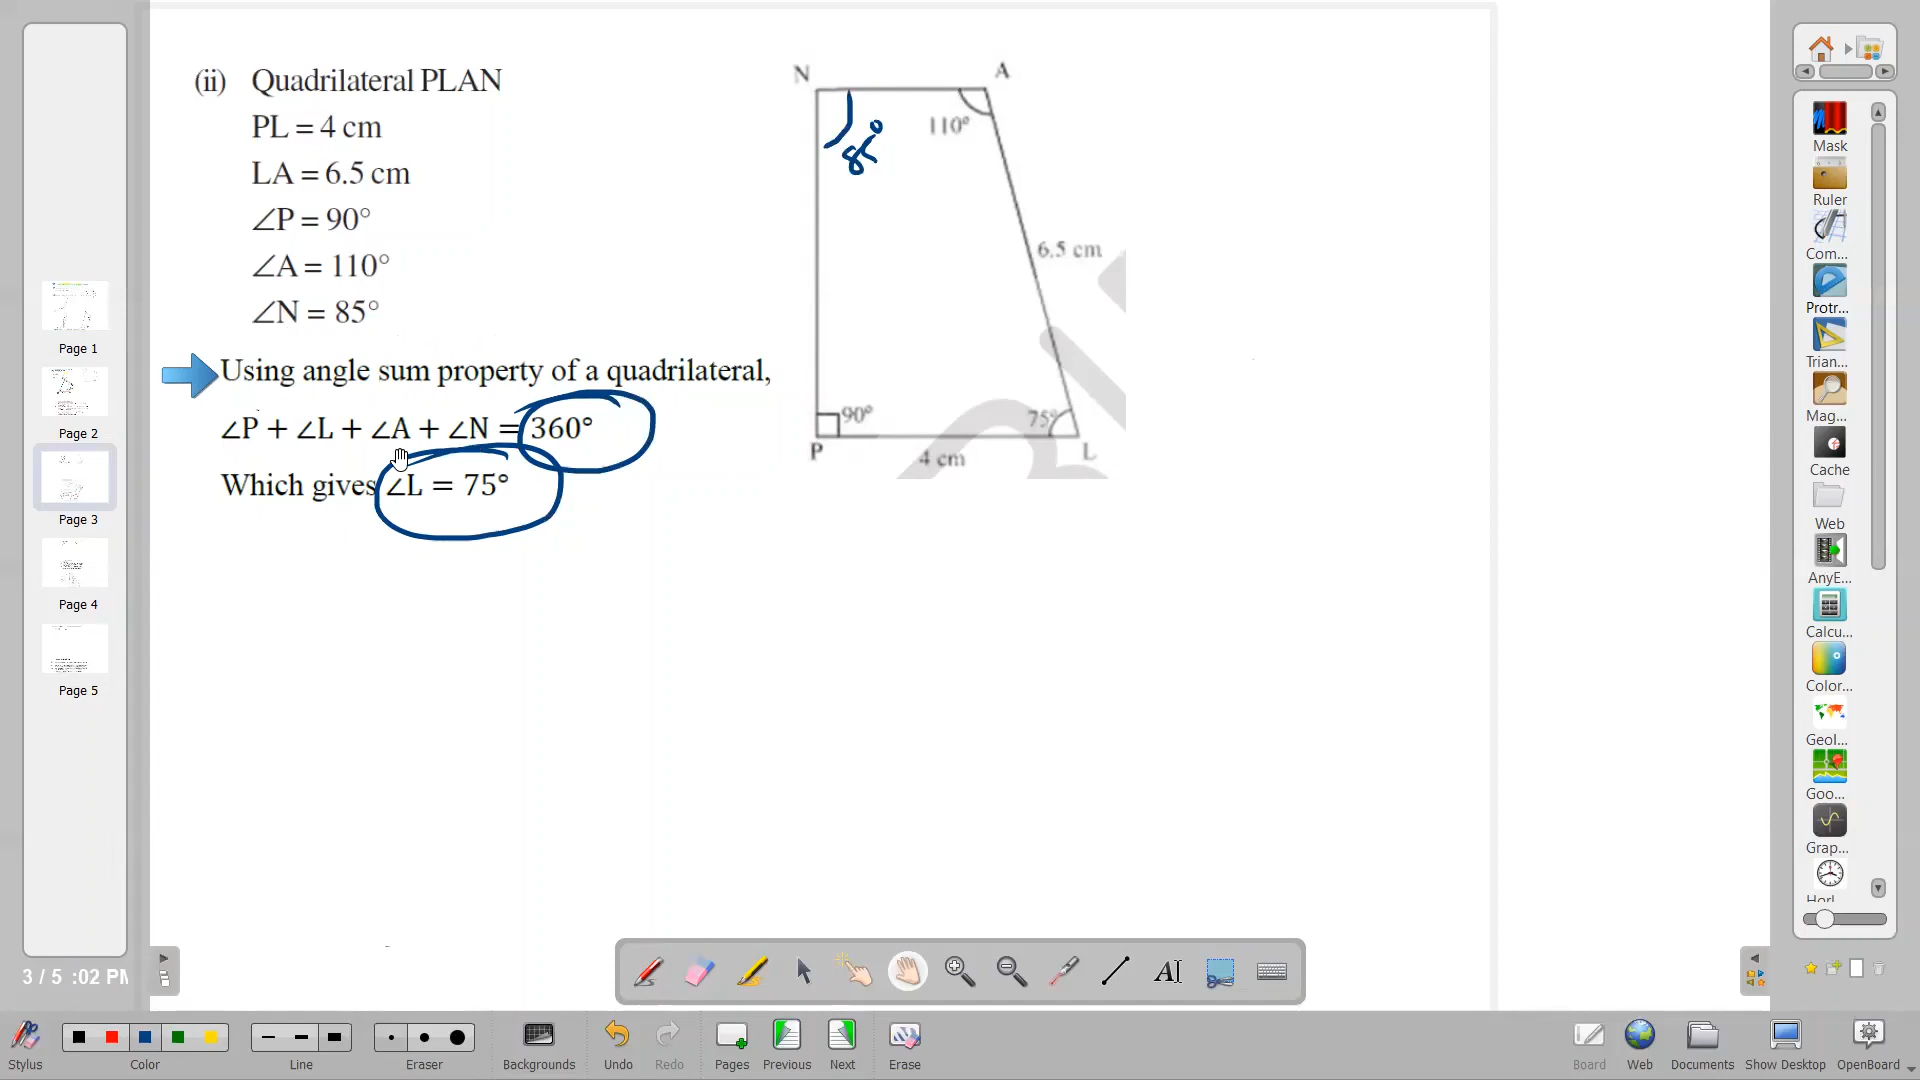 (ii) Quadrilateral PLAN
PL = 4 cm
LA = 6.5 cm
∠P = 90°
∠A = 110°
∠N = 85°
Using angle sum property of a quadrilateral,
∠P + ∠L + ∠A + ∠N = 360°
Which gives ∠L = 75°
N
A
110°
85°
6.5 cm
90°
75°
P
4 cm
L
Page 1
Page 2
Page 3
Page 4
Page 5
3 / 5 :02 PM
Mask
Ruler
Com...
Protr...
Trian...
Mag...
Cache
Web
AnyE...
Calcu...
Color...
Geol...
Goo...
Grap...
Horl...
Stylus
Color
Line
Eraser
Backgrounds
Undo
Redo
Pages
Previous
Next
Erase
Board
Web
Documents
Show Desktop
OpenBoard